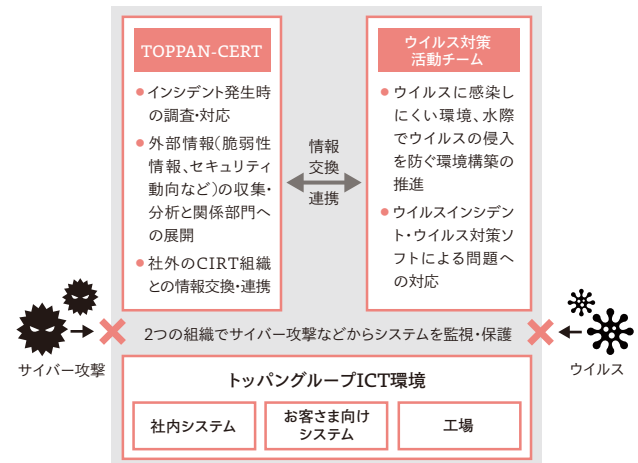 TOPPAN-CERT
●インシデント発生時
の調査・対応
●外部情報（脆弱性
情報、セキュリティ
動向など）の収集・
分析と関係部門へ
の展開
●社外のCIRT組織
との情報交換・連携
情報
交換
連携
ウイルス対策
活動チーム
●ウイルスに感染し
にくい環境、水際
でウイルスの侵入
を防ぐ環境構築の
推進
●ウイルスインシデン
ト・ウイルス対策ソ
フトによる問題へ
の対応
サイバー攻撃
2つの組織でサイバー攻撃などからシステムを監視・保護
ウイルス
トッパングループICT環境
社内システム
お客さま向け
システム
工場